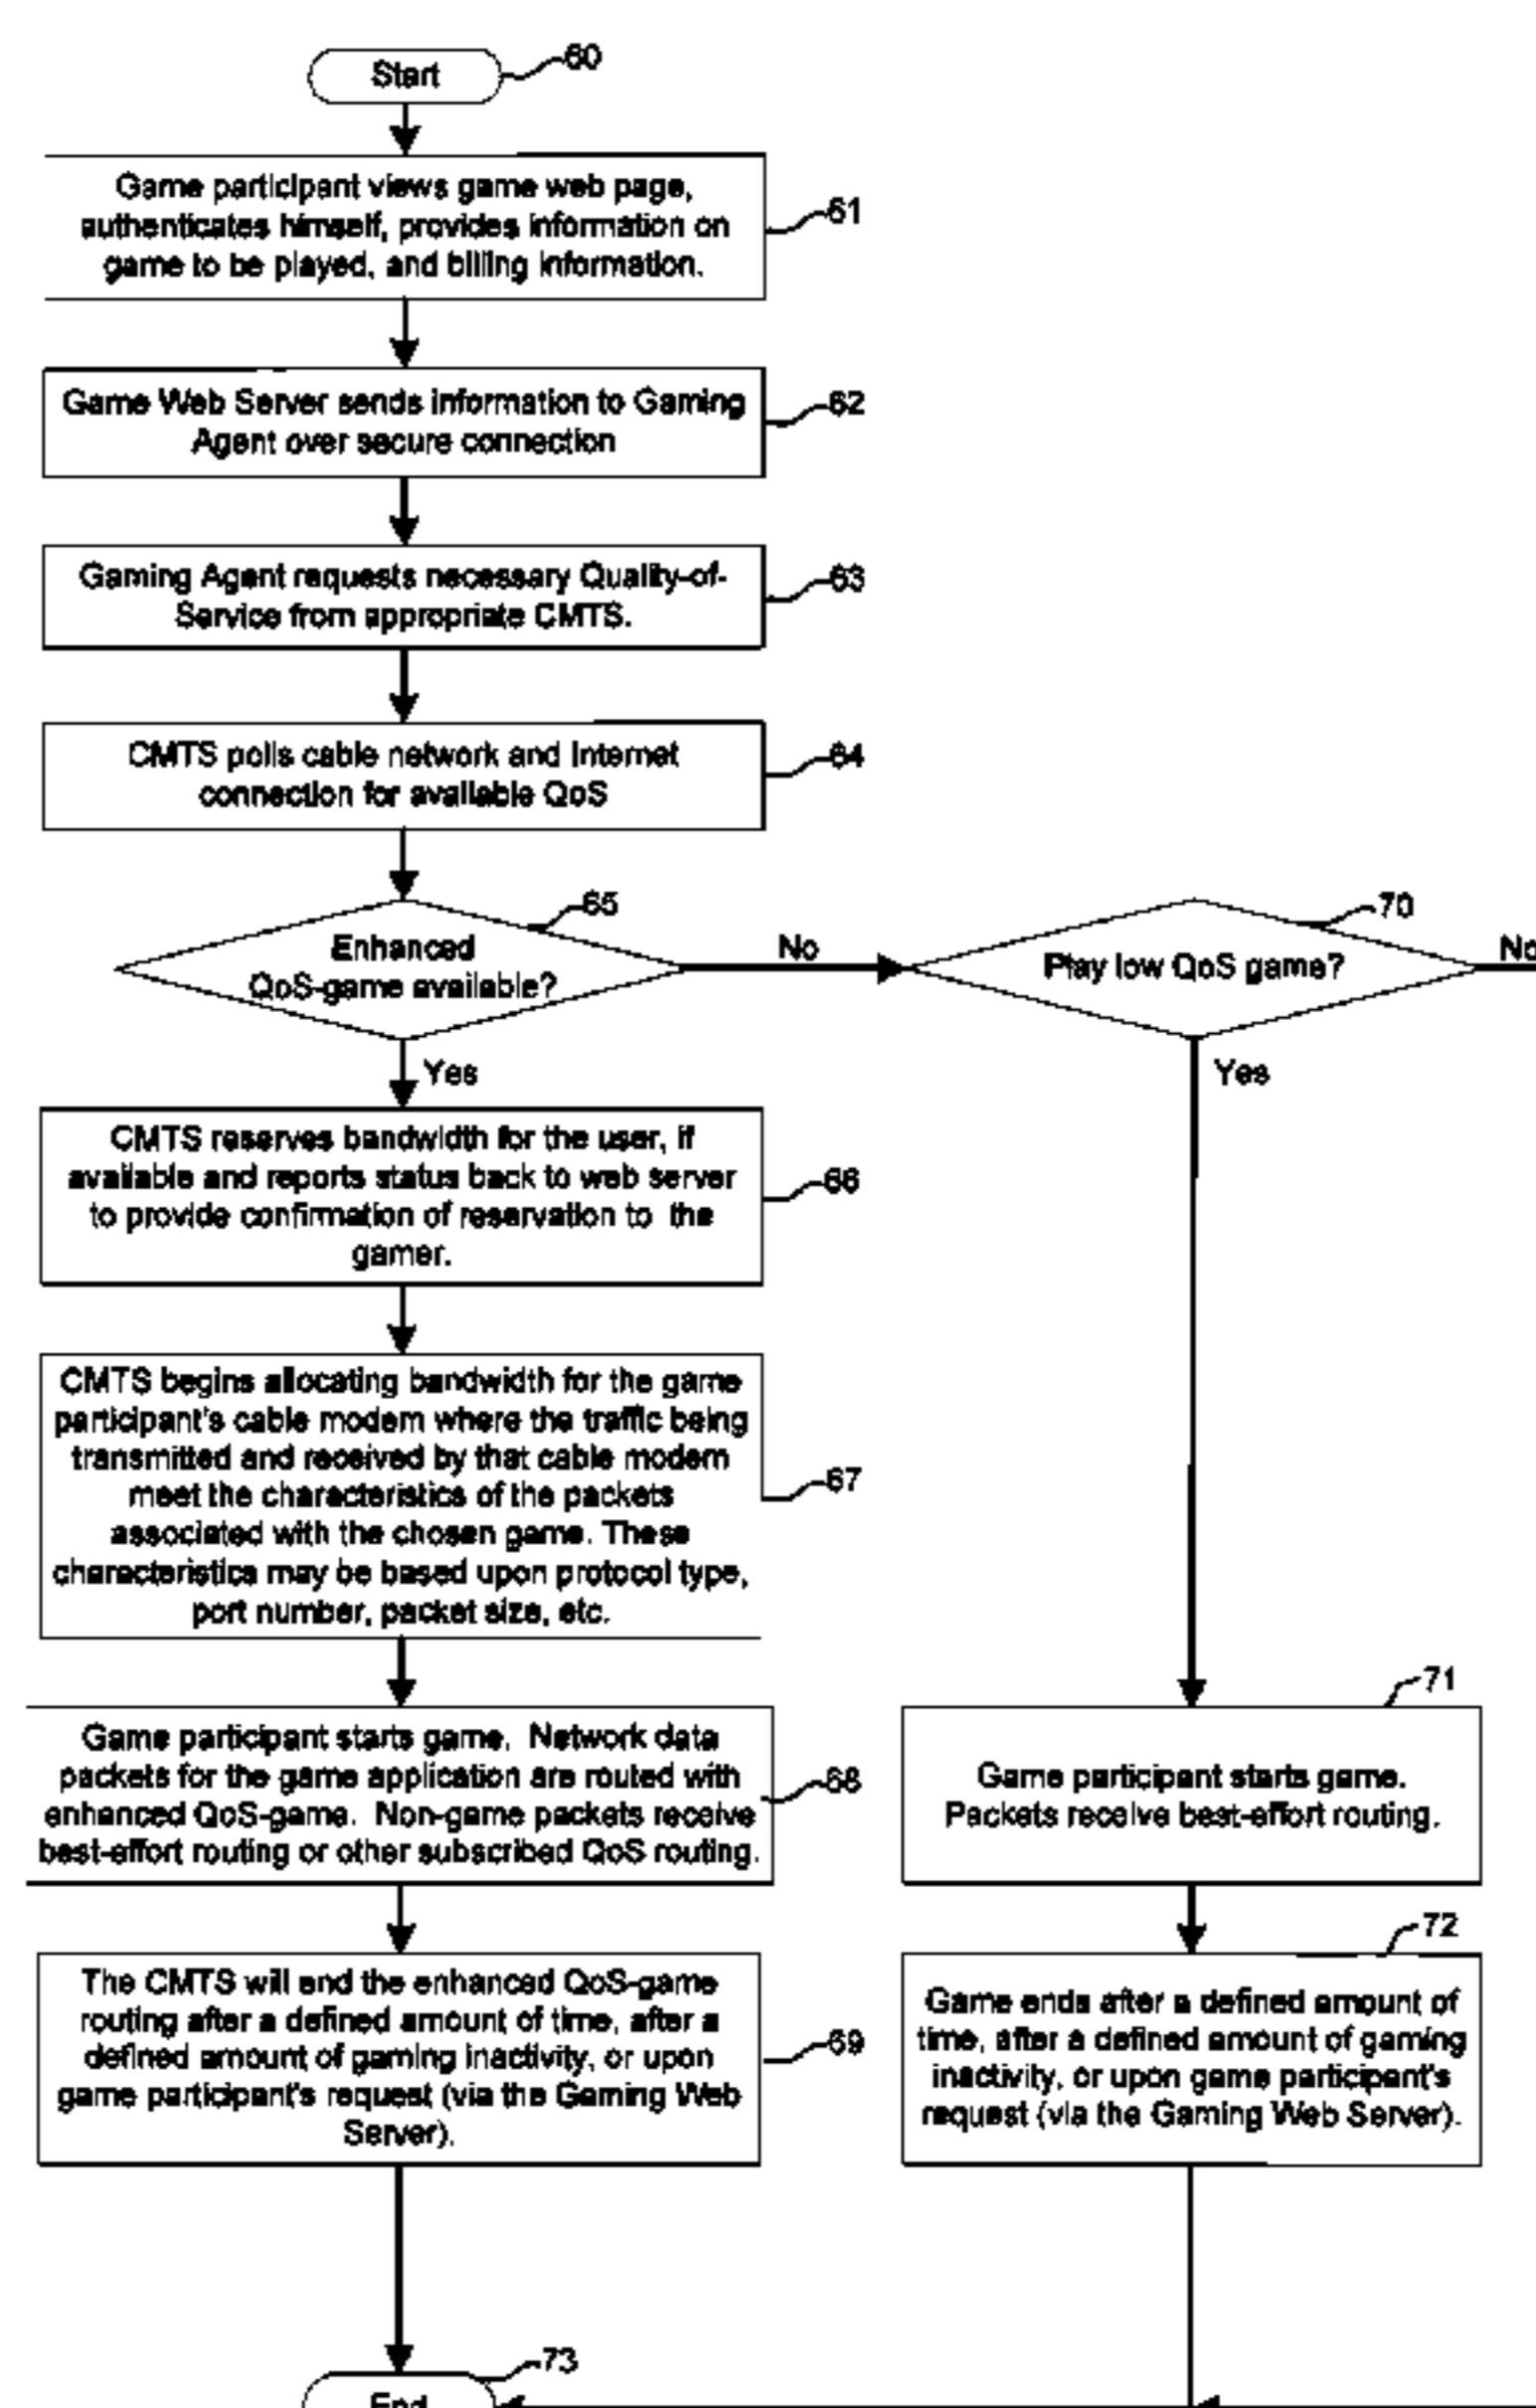 Start
60
Game participant views game web page,
authenticates himself, provides information on
game to be played, and billing information.
61
Game Web Server sends information to Gaming
Agent over secure connection
62
Gaming Agent requests necessary Quality-of-
Service from appropriate CMTS.
63
CMTS polls cable network and Internet
connection for available QoS
64
65
Enhanced
QoS-game available?
No
70
Play low QoS game?
No
Yes
Yes
CMTS reserves bandwidth for the user, if
available and reports status back to web server
to provide confirmation of reservation to the
gamer.
66
CMTS begins allocating bandwidth for the game
participant's cable modem where the traffic being
transmitted and received by that cable modem
meet the characteristics of the packets
associated with the chosen game. These
characteristics may be based upon protocol type,
port number, packet size, etc.
67
Game participant starts game. Network data
packets for the game application are routed with
enhanced QoS-game. Non-game packets receive
best-effort routing or other subscribed QoS routing.
68
71
Game participant starts game.
Packets receive best-effort routing.
The CMTS will end the enhanced QoS-game
routing after a defined amount of time, after a
defined amount of gaming inactivity, or upon
game participant's request (via the Gaming Web
Server).
69
72
Game ends after a defined amount of
time, after a defined amount of gaming
inactivity, or upon game participant's
request (via the Gaming Web Server).
73
End